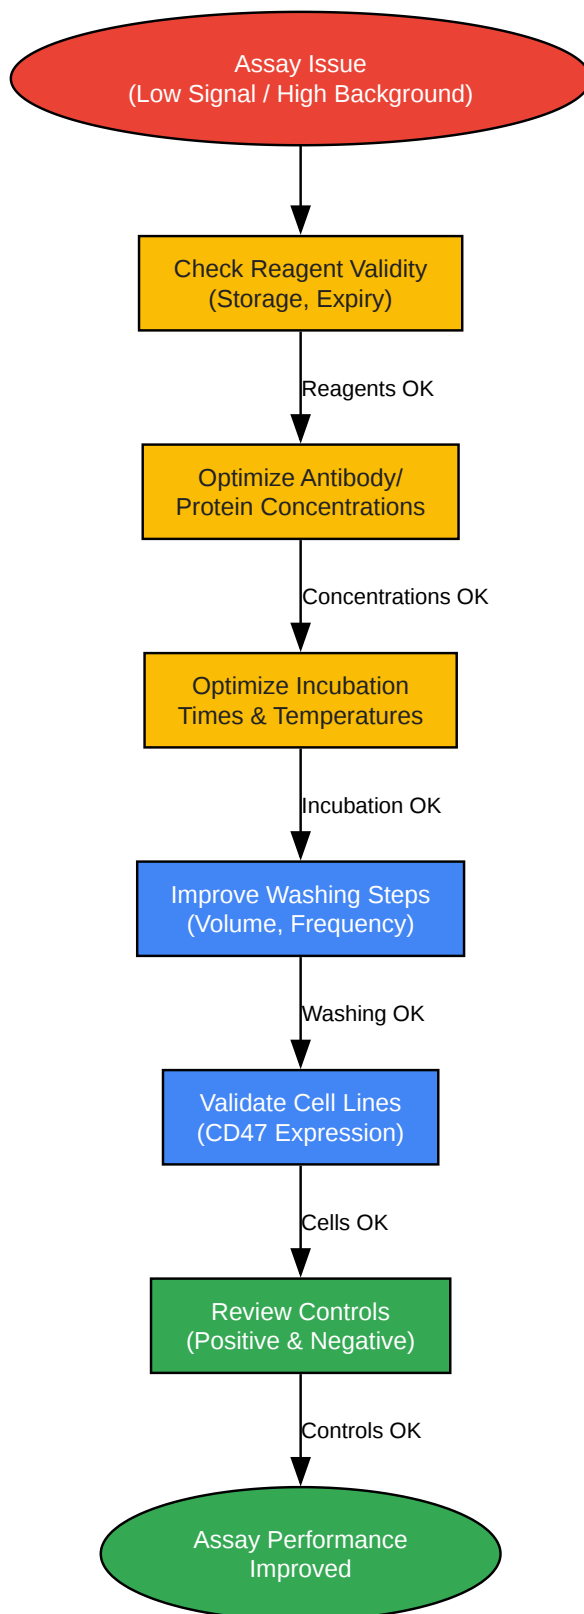 Assay Issue
(Low Signal / High Background)
Check Reagent Validity
(Storage, Expiry)
Reagents OK
Optimize Antibody/
Protein Concentrations
Concentrations OK
Optimize Incubation
Times & Temperatures
Incubation OK
Improve Washing Steps
(Volume, Frequency)
Washing OK
Validate Cell Lines
(CD47 Expression)
Cells OK
Review Controls
(Positive & Negative)
Controls OK
Assay Performance
Improved